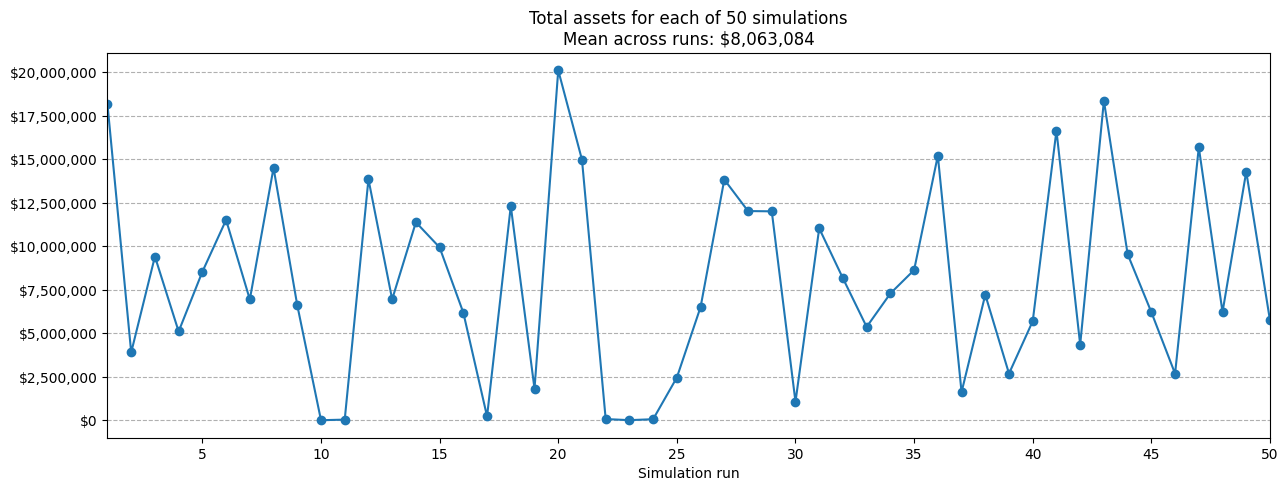 Total assets for each of 50 simulations
Mean across runs: $8,063,084
$20,000,000
$17,500,000
$15,000,000
$12,500,000
$10,000,000
$7,500,000
$5,000,000
$2,500,000
$0
5 10 15 20 25 30 35 40 45 50
Simulation run